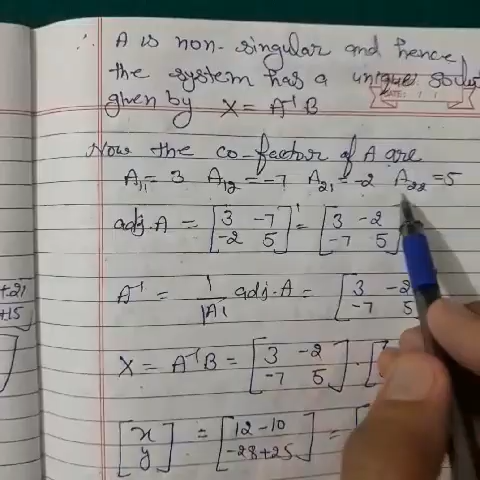 ∴ A is non-singular and hence
the system has a unique
given by X = A⁻¹B
Now the co-factor of A are
A₁₁ = 3 A₁₂ = -7 A₂₁ = -2 A₂₂ = 5
adj.A = [3 -7; -2 5]' = [3 -2; -7 5]
A⁻¹ = 1/|A| adj.A = [3 -2; -7 5
X = A⁻¹B = [3 -2; -7 5] . [
[x; y] = [12-10; -28+25] = [
+21
+15